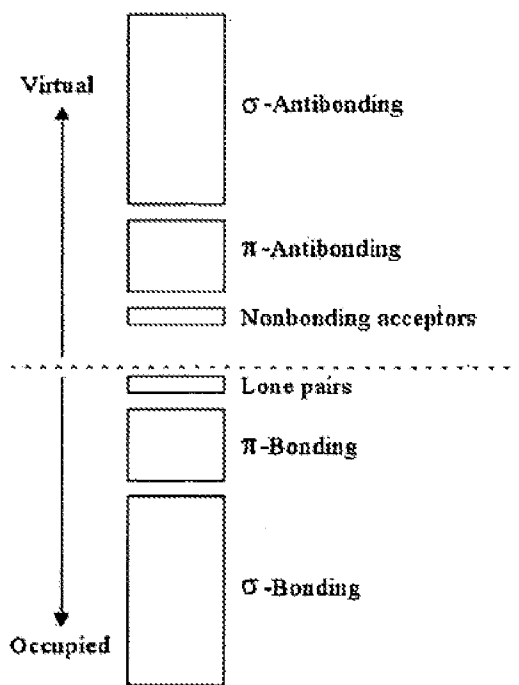 Virtual
σ-Antibonding
π-Antibonding
Nonbonding acceptors
Lone pairs
π-Bonding
σ-Bonding
Occupied